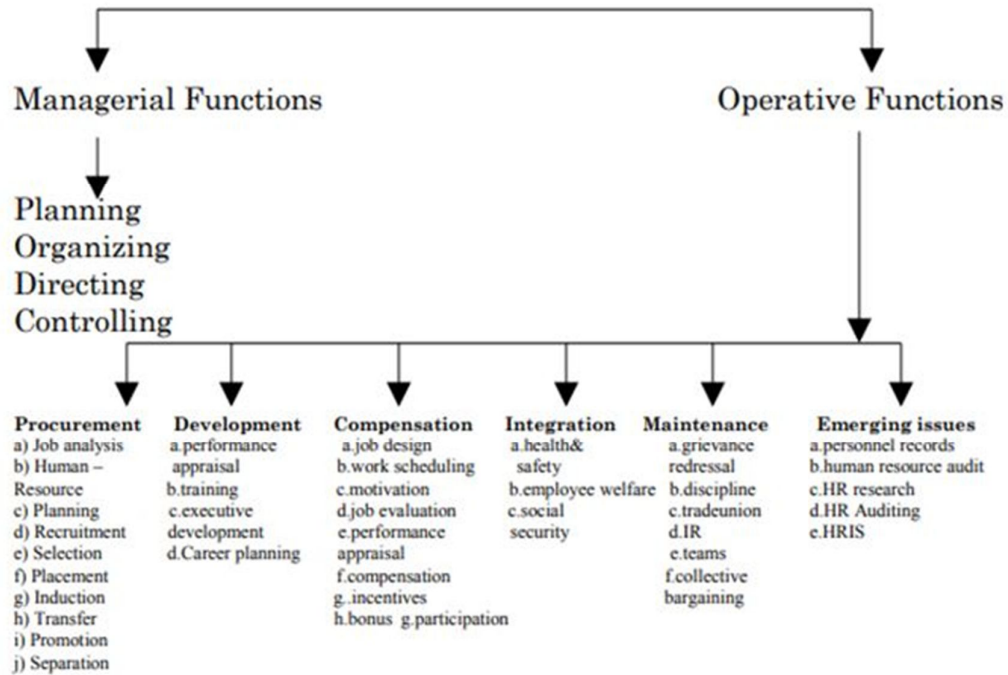 Managerial Functions
Operative Functions
Planning
Organizing
Directing
Controlling
Procurement
a) Job analysis
b) Human –
Resource
c) Planning
d) Recruitment
e) Selection
f) Placement
g) Induction
h) Transfer
i) Promotion
j) Separation
Development
a.performance
appraisal
b.training
c.executive
development
d.Career planning
Compensation
a.job design
b.work scheduling
c.motivation
d.job evaluation
e.performance
appraisal
f.compensation
g..incentives
h.bonus g.participation
Integration
a.health&
safety
b.employee welfare
c.social
security
Maintenance
a.grievance
redressal
b.discipline
c.tradeunion
d.IR
e.teams
f.collective
bargaining
Emerging issues
a.personnel records
b.human resource audit
c.HR research
d.HR Auditing
e.HRIS